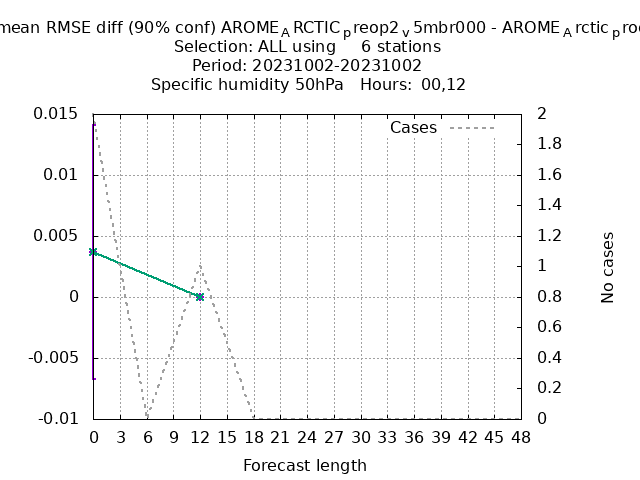 mean RMSE diff (90% conf) AROME_ARCTIC_preop2_v5mbr000 - AROME_Arctic_pro
Selection: ALL using 6 stations
Period: 20231002-20231002
Specific humidity 50hPa Hours: 00,12
Cases
0.015
0.01
0.005
0
-0.005
-0.01
2
1.8
1.6
1.4
1.2
1
0.8
0.6
0.4
0.2
0
No cases
0 3 6 9 12 15 18 21 24 27 30 33 36 39 42 45 48
Forecast length